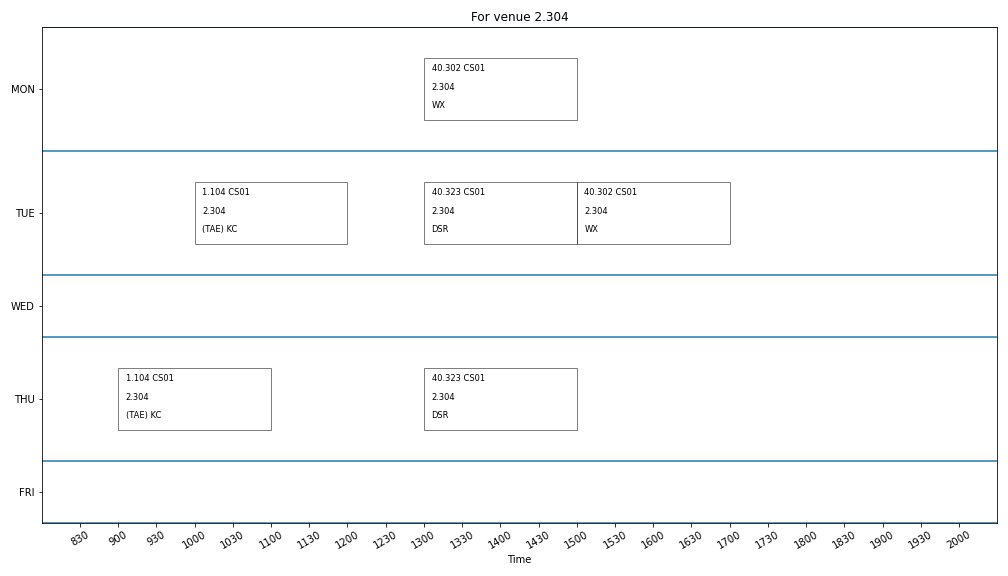 For venue 2.304
MON
40.302 CS01
2.304
WX
TUE
1.104 CS01
2.304
(TAE) KC
40.323 CS01
2.304
DSR
40.302 CS01
2.304
WX
WED
THU
1.104 CS01
2.304
(TAE) KC
40.323 CS01
2.304
DSR
FRI
830 900 930 1000 1030 1100 1130 1200 1230 1300 1330 1400 1430 1500 1530 1600 1630 1700 1730 1800 1830 1900 1930 2000
Time